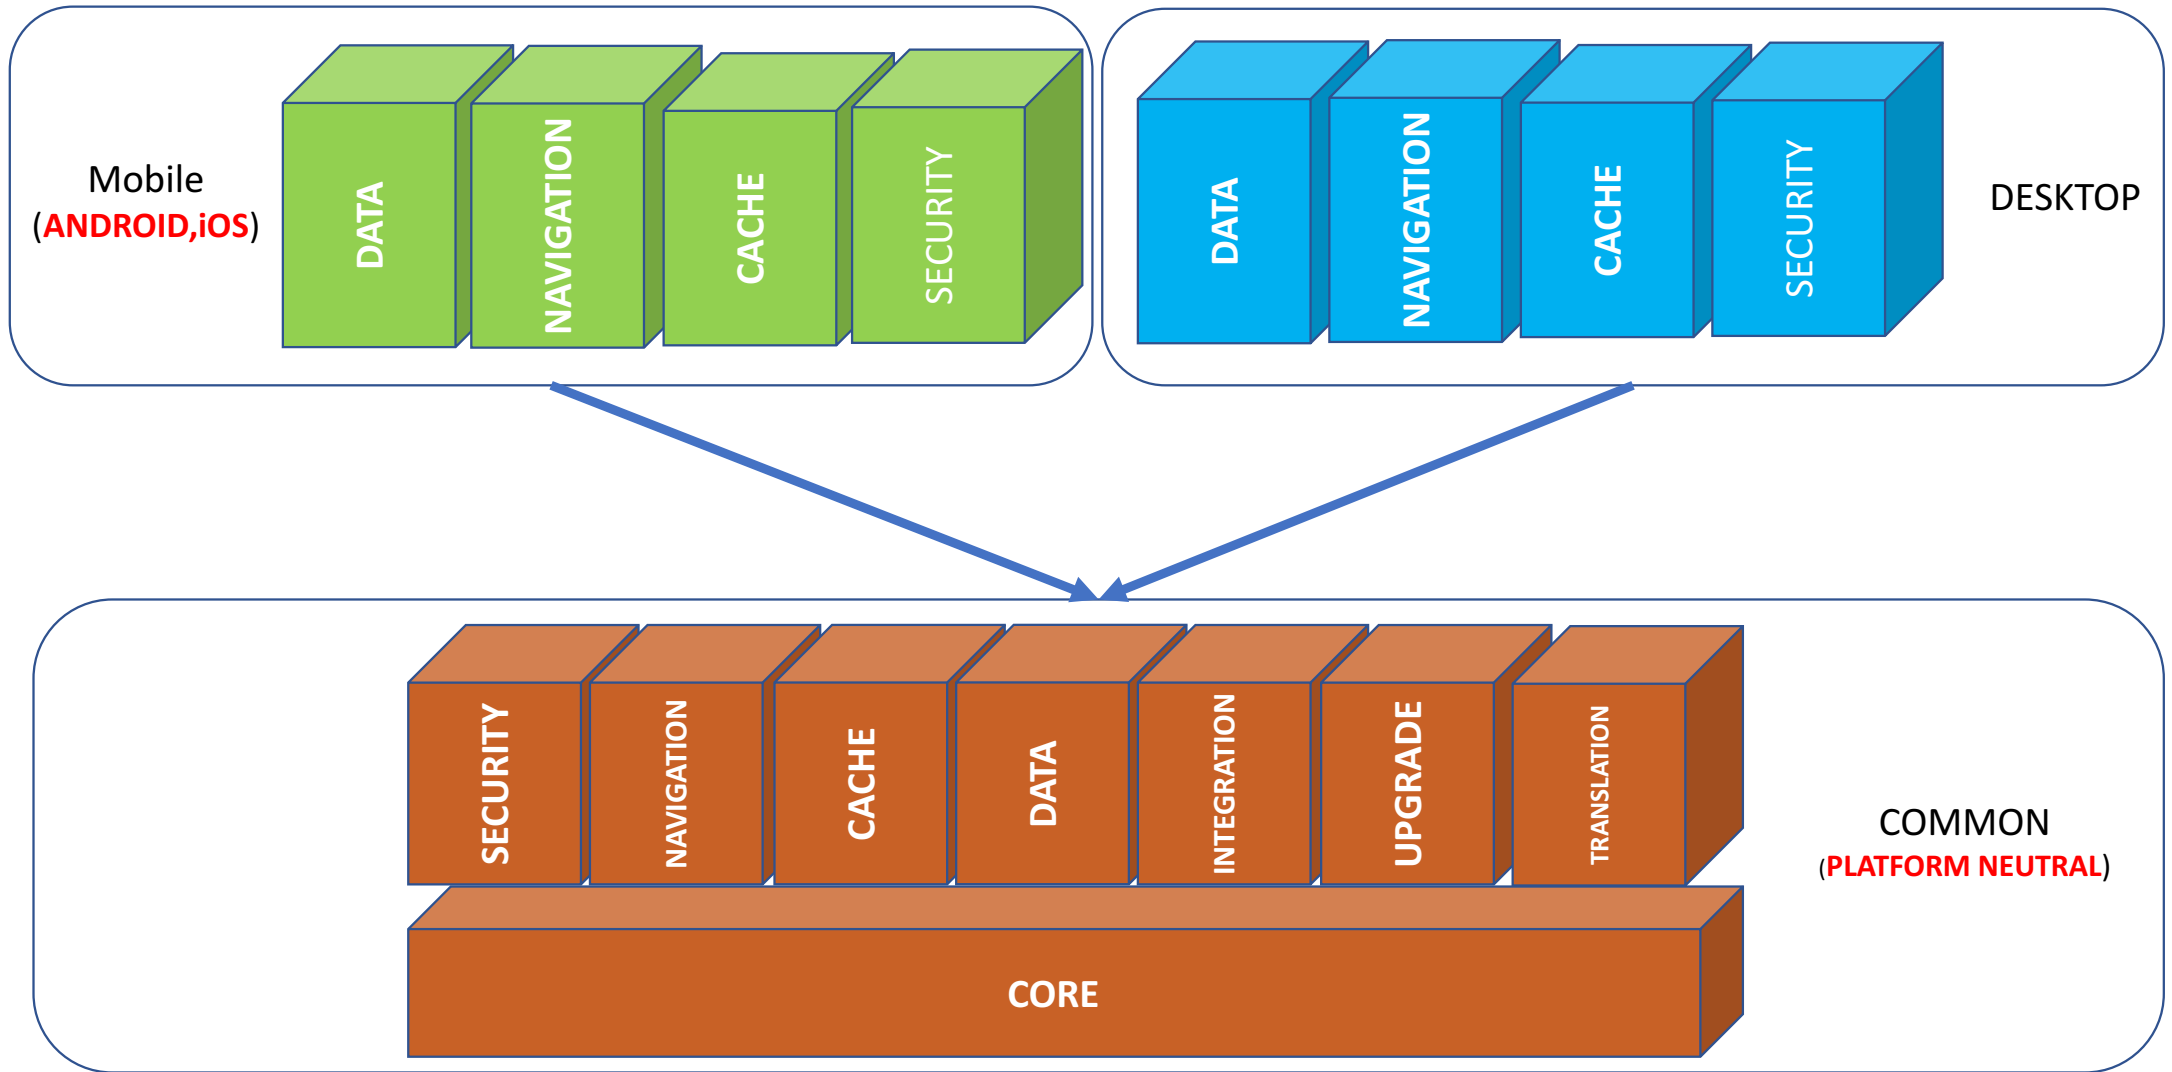 Mobile
(ANDROID,iOS)
DATA
NAVIGATION
CACHE
SECURITY
DATA
NAVIGATION
CACHE
SECURITY
DESKTOP
SECURITY
NAVIGATION
CACHE
DATA
INTEGRATION
UPGRADE
TRANSLATION
COMMON
(PLATFORM NEUTRAL)
CORE